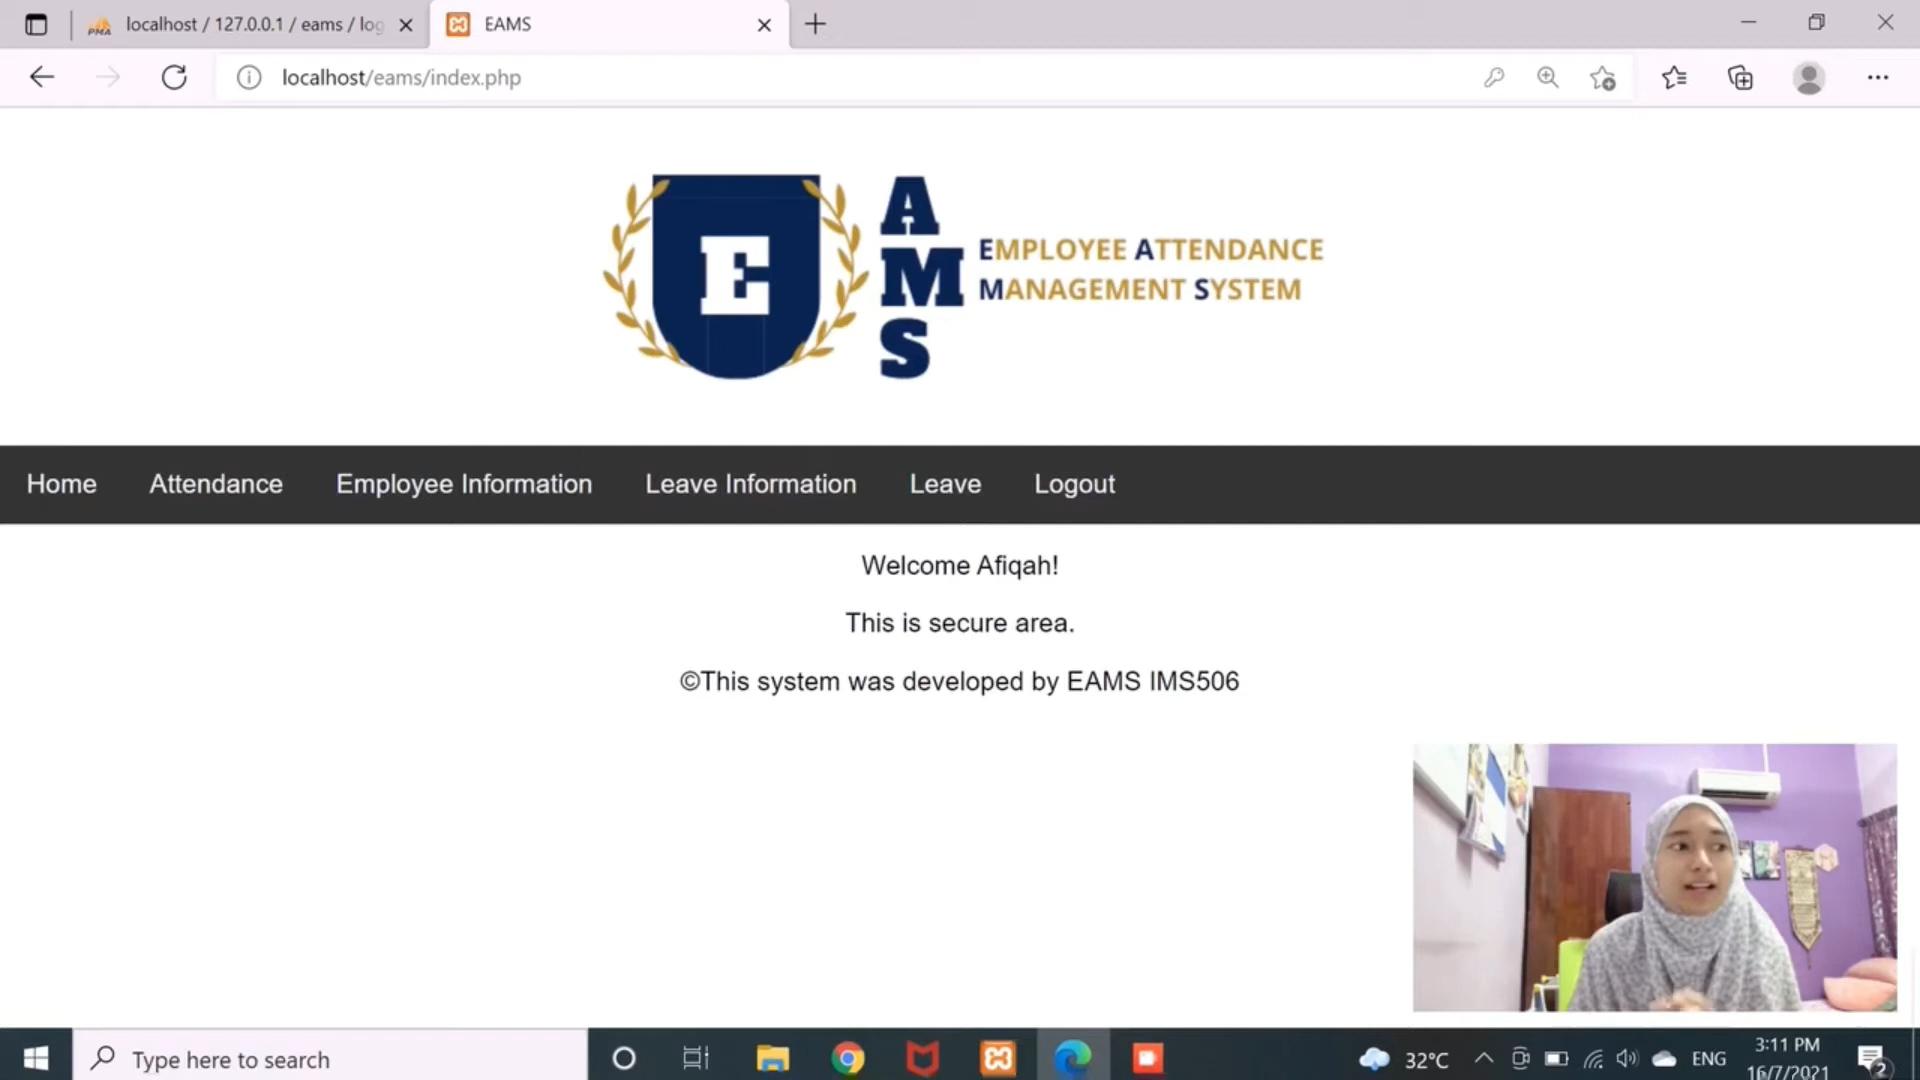 localhost / 127.0.0.1 / eams / log
EAMS
localhost/eams/index.php
E
A
M
S
EMPLOYEE ATTENDANCE
MANAGEMENT SYSTEM
Home Attendance Employee Information Leave Information Leave Logout
Welcome Afiqah!
This is secure area.
©This system was developed by EAMS IMS506
Type here to search
32°C
ENG
3:11 PM
16/7/2021
2